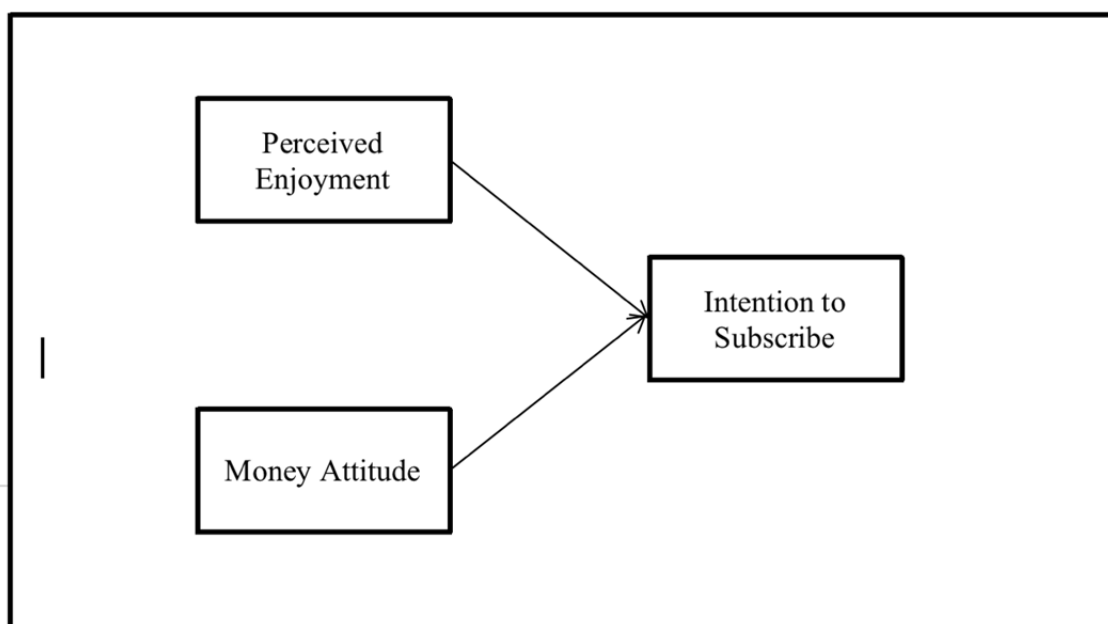 Perceived
Enjoyment
Intention to
Subscribe
Money Attitude